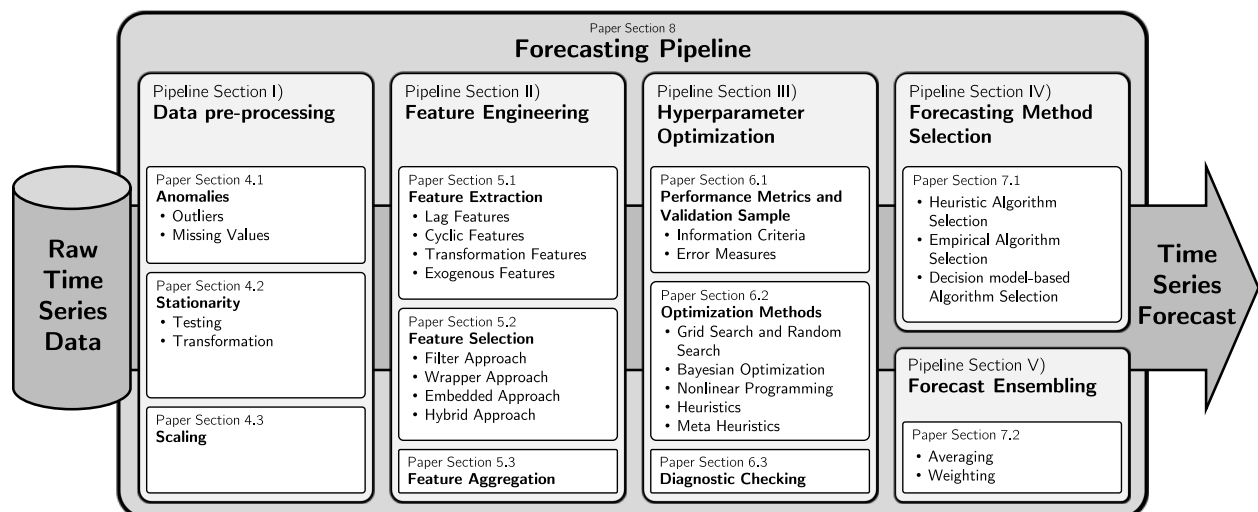 Paper Section 8
Forecasting Pipeline
Raw
Time
Series
Data
Pipeline Section I)
Data pre-processing
Paper Section 4.1
Anomalies
• Outliers
• Missing Values
Paper Section 4.2
Stationarity
• Testing
• Transformation
Paper Section 4.3
Scaling
Pipeline Section II)
Feature Engineering
Paper Section 5.1
Feature Extraction
• Lag Features
• Cyclic Features
• Transformation Features
• Exogenous Features
Paper Section 5.2
Feature Selection
• Filter Approach
• Wrapper Approach
• Embedded Approach
• Hybrid Approach
Paper Section 5.3
Feature Aggregation
Pipeline Section III)
Hyperparameter
Optimization
Paper Section 6.1
Performance Metrics and
Validation Sample
• Information Criteria
• Error Measures
Paper Section 6.2
Optimization Methods
• Grid Search and Random
Search
• Bayesian Optimization
• Nonlinear Programming
• Heuristics
• Meta Heuristics
Paper Section 6.3
Diagnostic Checking
Pipeline Section IV)
Forecasting Method
Selection
Paper Section 7.1
• Heuristic Algorithm
Selection
• Empirical Algorithm
Selection
• Decision model-based
Algorithm Selection
Pipeline Section V)
Forecast Ensembling
Paper Section 7.2
• Averaging
• Weighting
Time
Series
Forecast